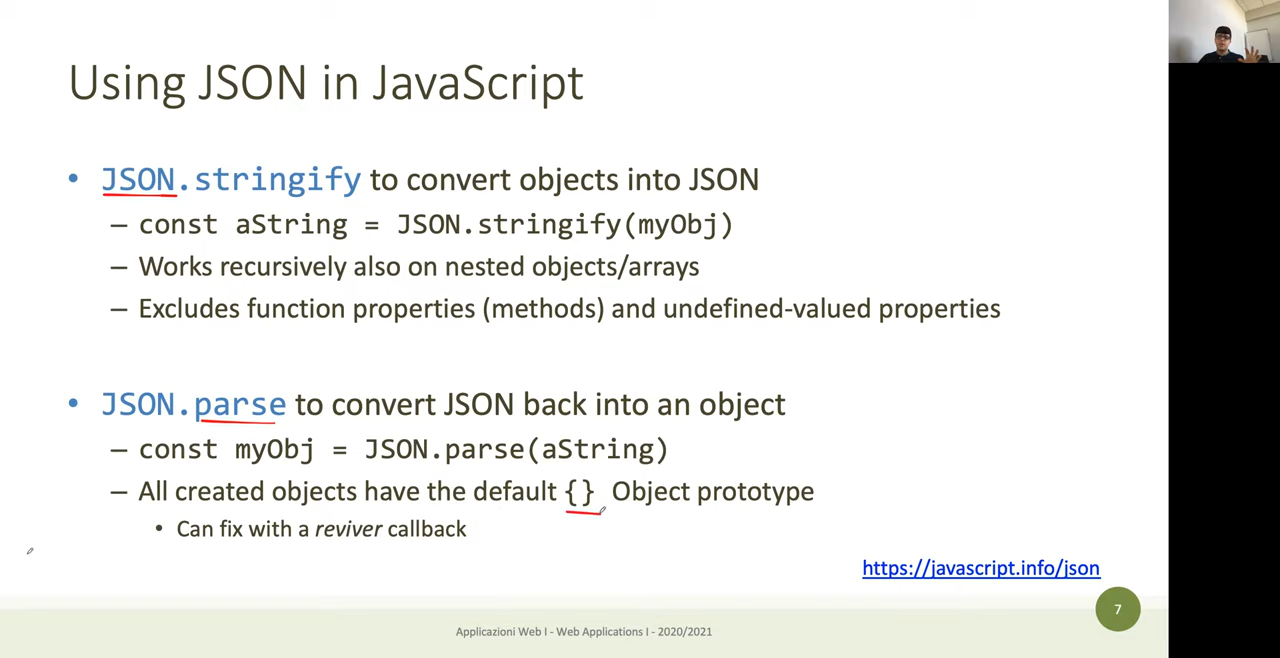 Using JSON in JavaScript
• JSON.stringify to convert objects into JSON
– const aString = JSON.stringify(myObj)
– Works recursively also on nested objects/arrays
– Excludes function properties (methods) and undefined-valued properties
• JSON.parse to convert JSON back into an object
– const myObj = JSON.parse(aString)
– All created objects have the default {} Object prototype
• Can fix with a reviver callback
https://javascript.info/json
7
Applicazioni Web I - Web Applications I - 2020/2021